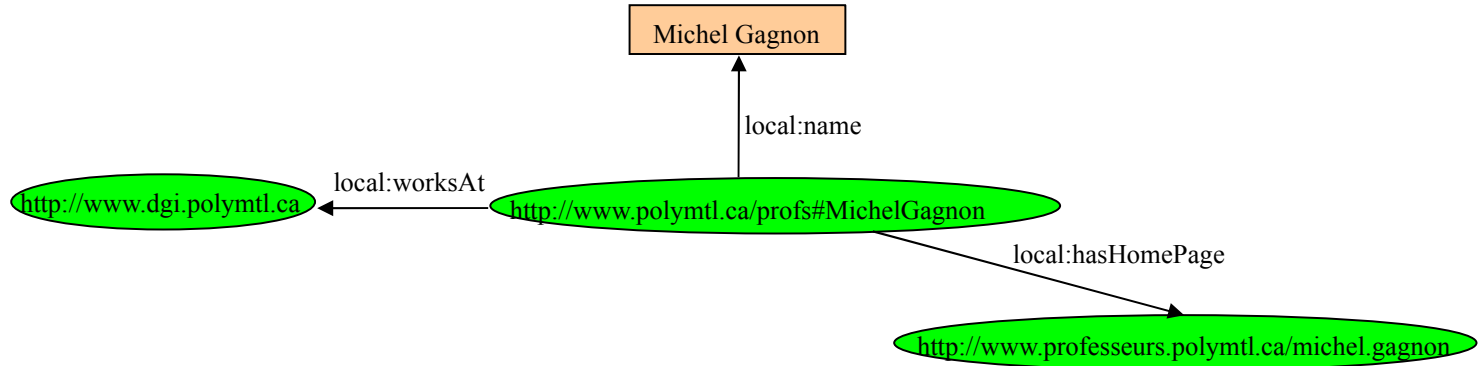 Michel Gagnon
local:name
local:worksAt
http://www.dgi.polymtl.ca
http://www.polymtl.ca/profs#MichelGagnon
local:hasHomePage
http://www.professeurs.polymtl.ca/michel.gagnon